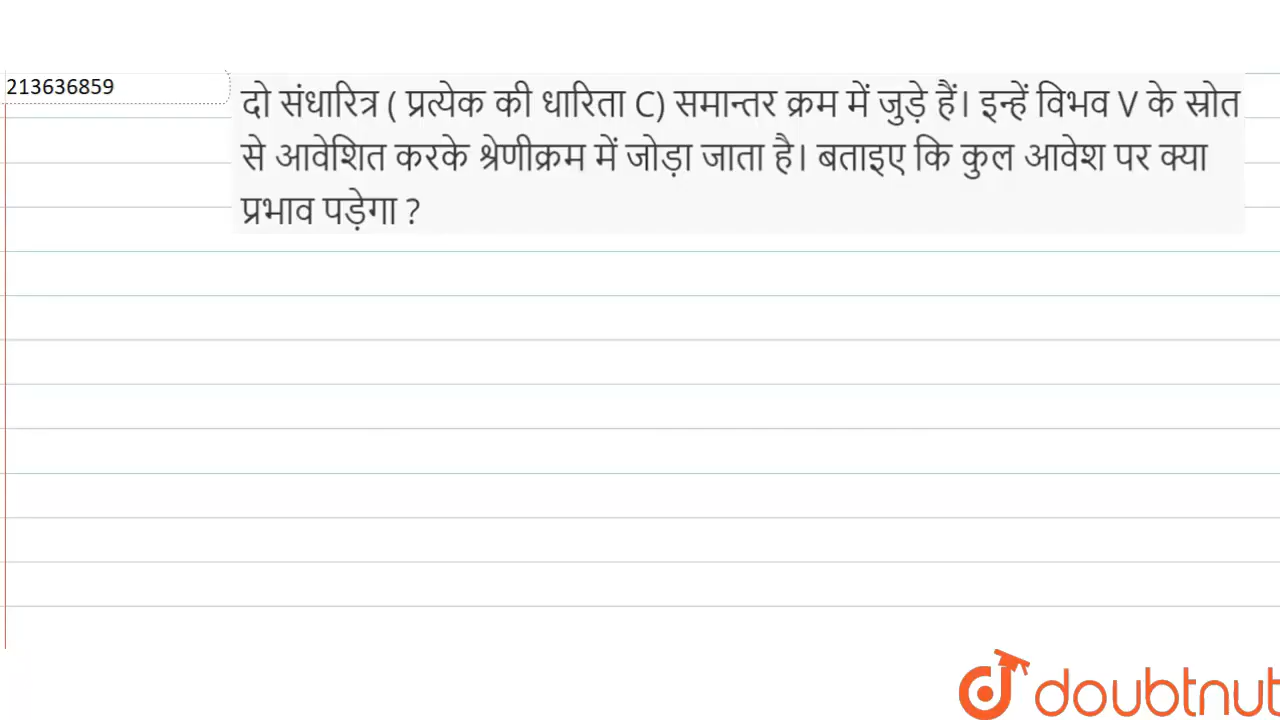 213636859
दो संधारित्र ( प्रत्येक की धारिता C) समान्तर क्रम में जुड़े हैं। इन्हें विभव V के स्रोत
से आवेशित करके श्रेणीक्रम में जोड़ा जाता है। बताइए कि कुल आवेश पर क्या
प्रभाव पड़ेगा ?
doubtnut